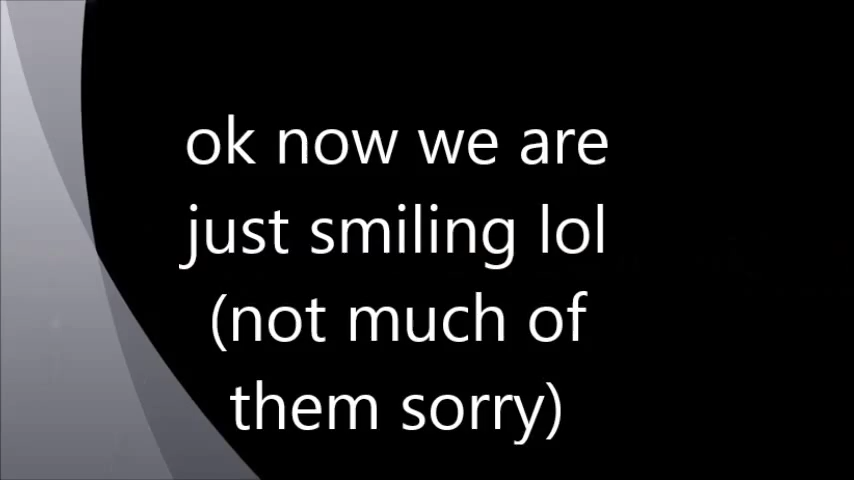 ok now we are
just smiling lol
(not much of
them sorry)